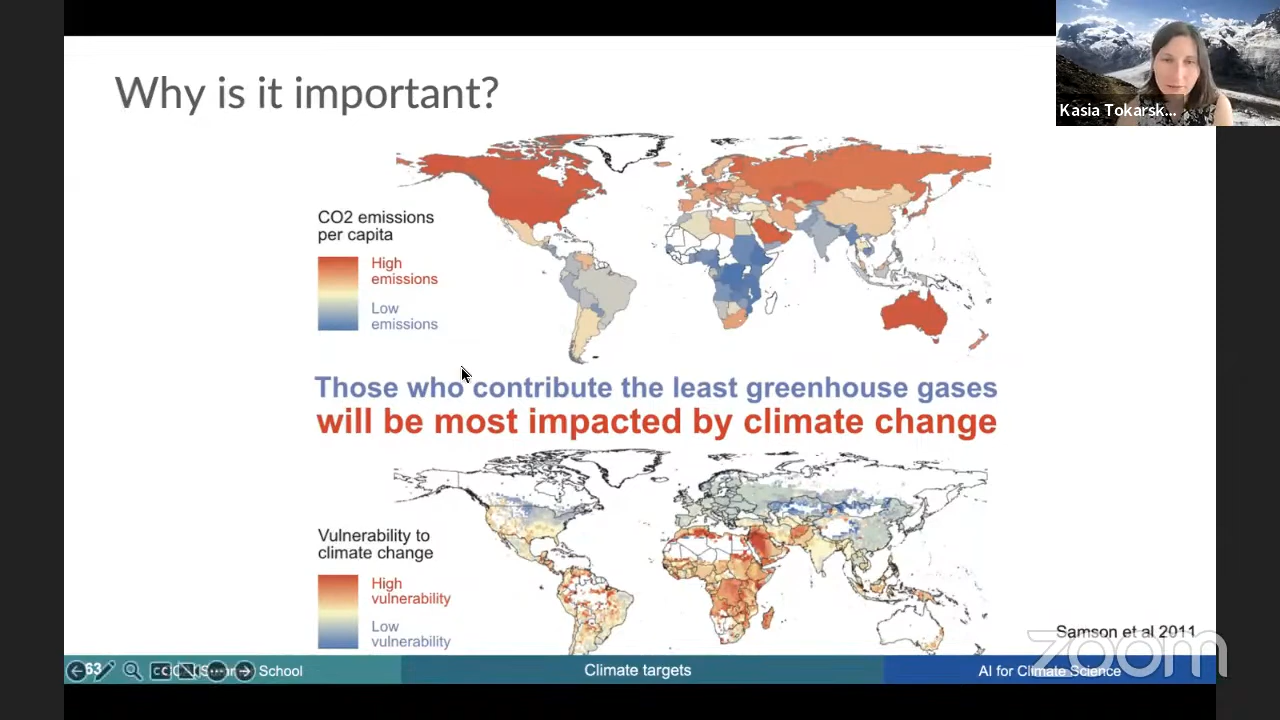 Why is it important?
Kasia Tokarsk...
CO2 emissions
per capita
High
emissions
Low
emissions
Those who contribute the least greenhouse gases
will be most impacted by climate change
Vulnerability to
climate change
High
vulnerability
Low
vulnerability
Samson et al 2011
zoom
63
School
Climate targets
AI for Climate Science